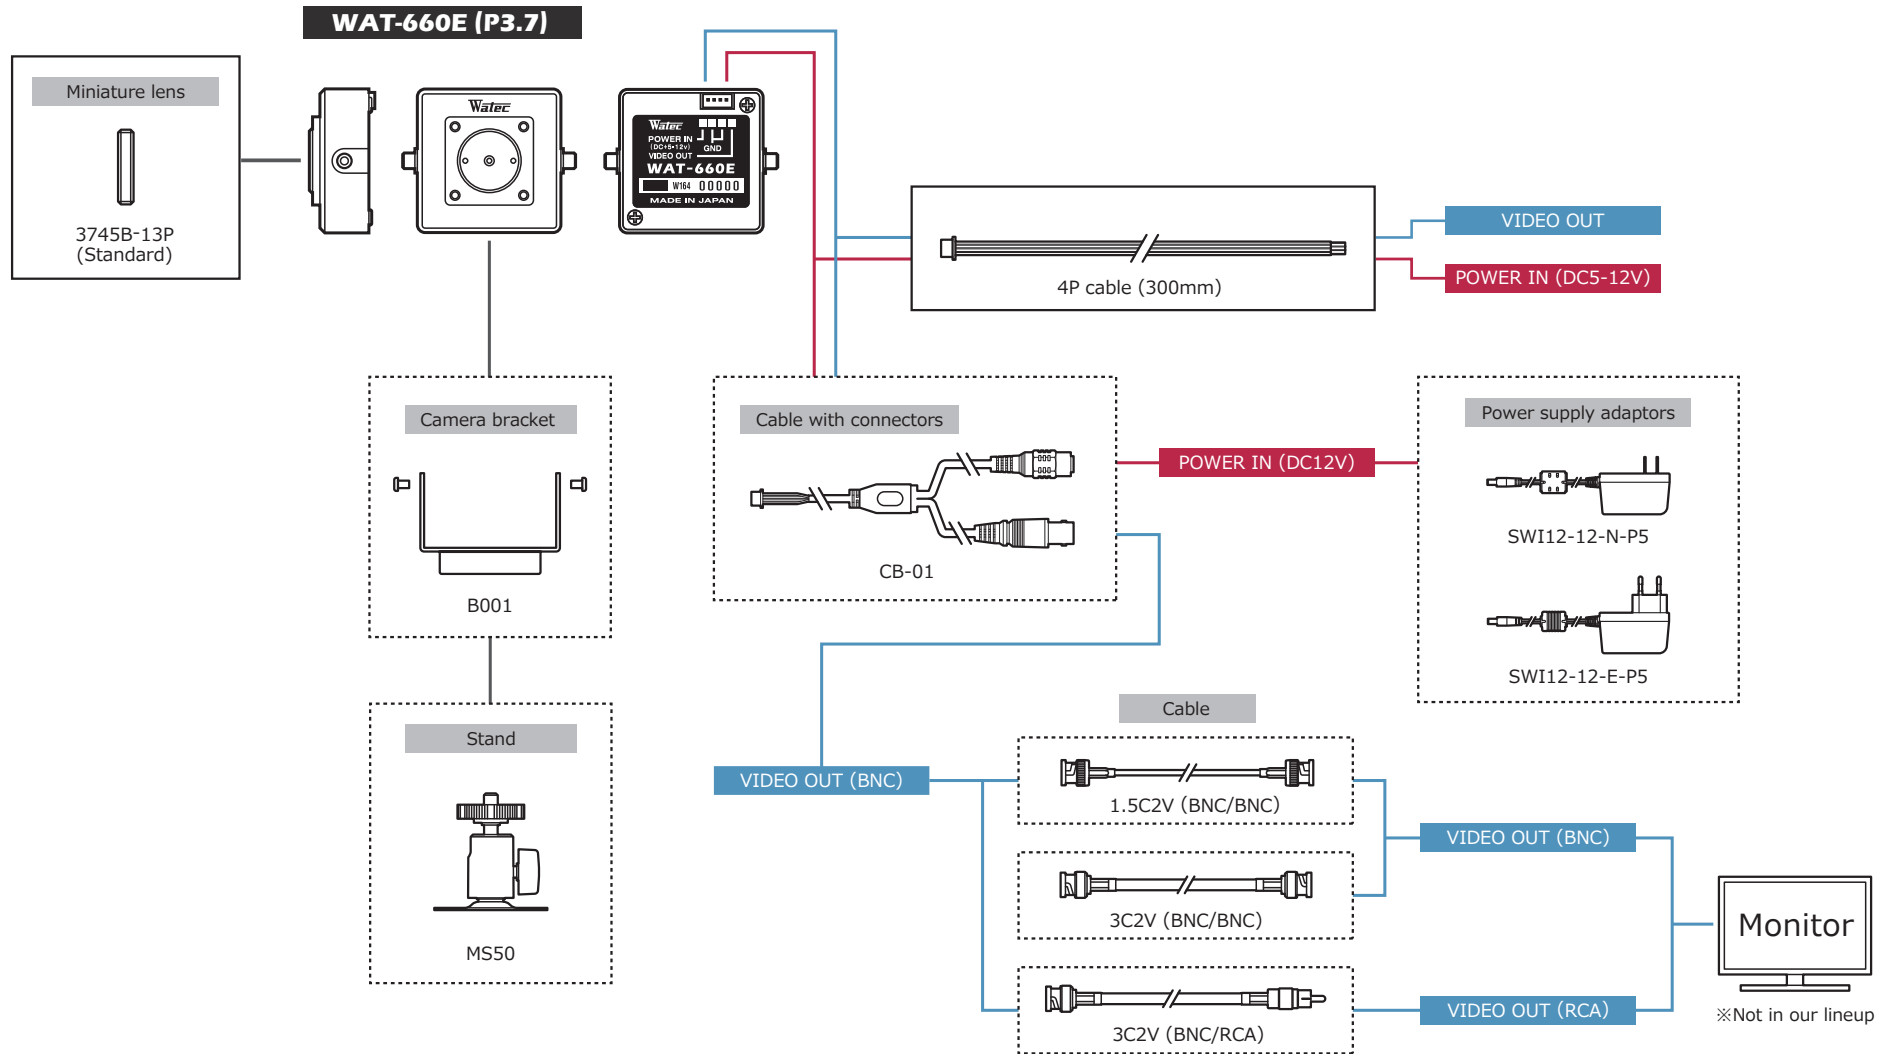 WAT-660E (P3.7)
Miniature lens
3745B-13P
(Standard)
Watec
Watec
POWER IN
(DC+5-12v)
GND
VIDEO OUT
WAT-660E
W164 00000
MADE IN JAPAN
4P cable (300mm)
VIDEO OUT
POWER IN (DC5-12V)
Camera bracket
B001
Stand
MS50
Cable with connectors
CB-01
POWER IN (DC12V)
Power supply adaptors
SWI12-12-N-P5
SWI12-12-E-P5
VIDEO OUT (BNC)
Cable
1.5C2V (BNC/BNC)
3C2V (BNC/BNC)
3C2V (BNC/RCA)
VIDEO OUT (BNC)
VIDEO OUT (RCA)
Monitor
※Not in our lineup